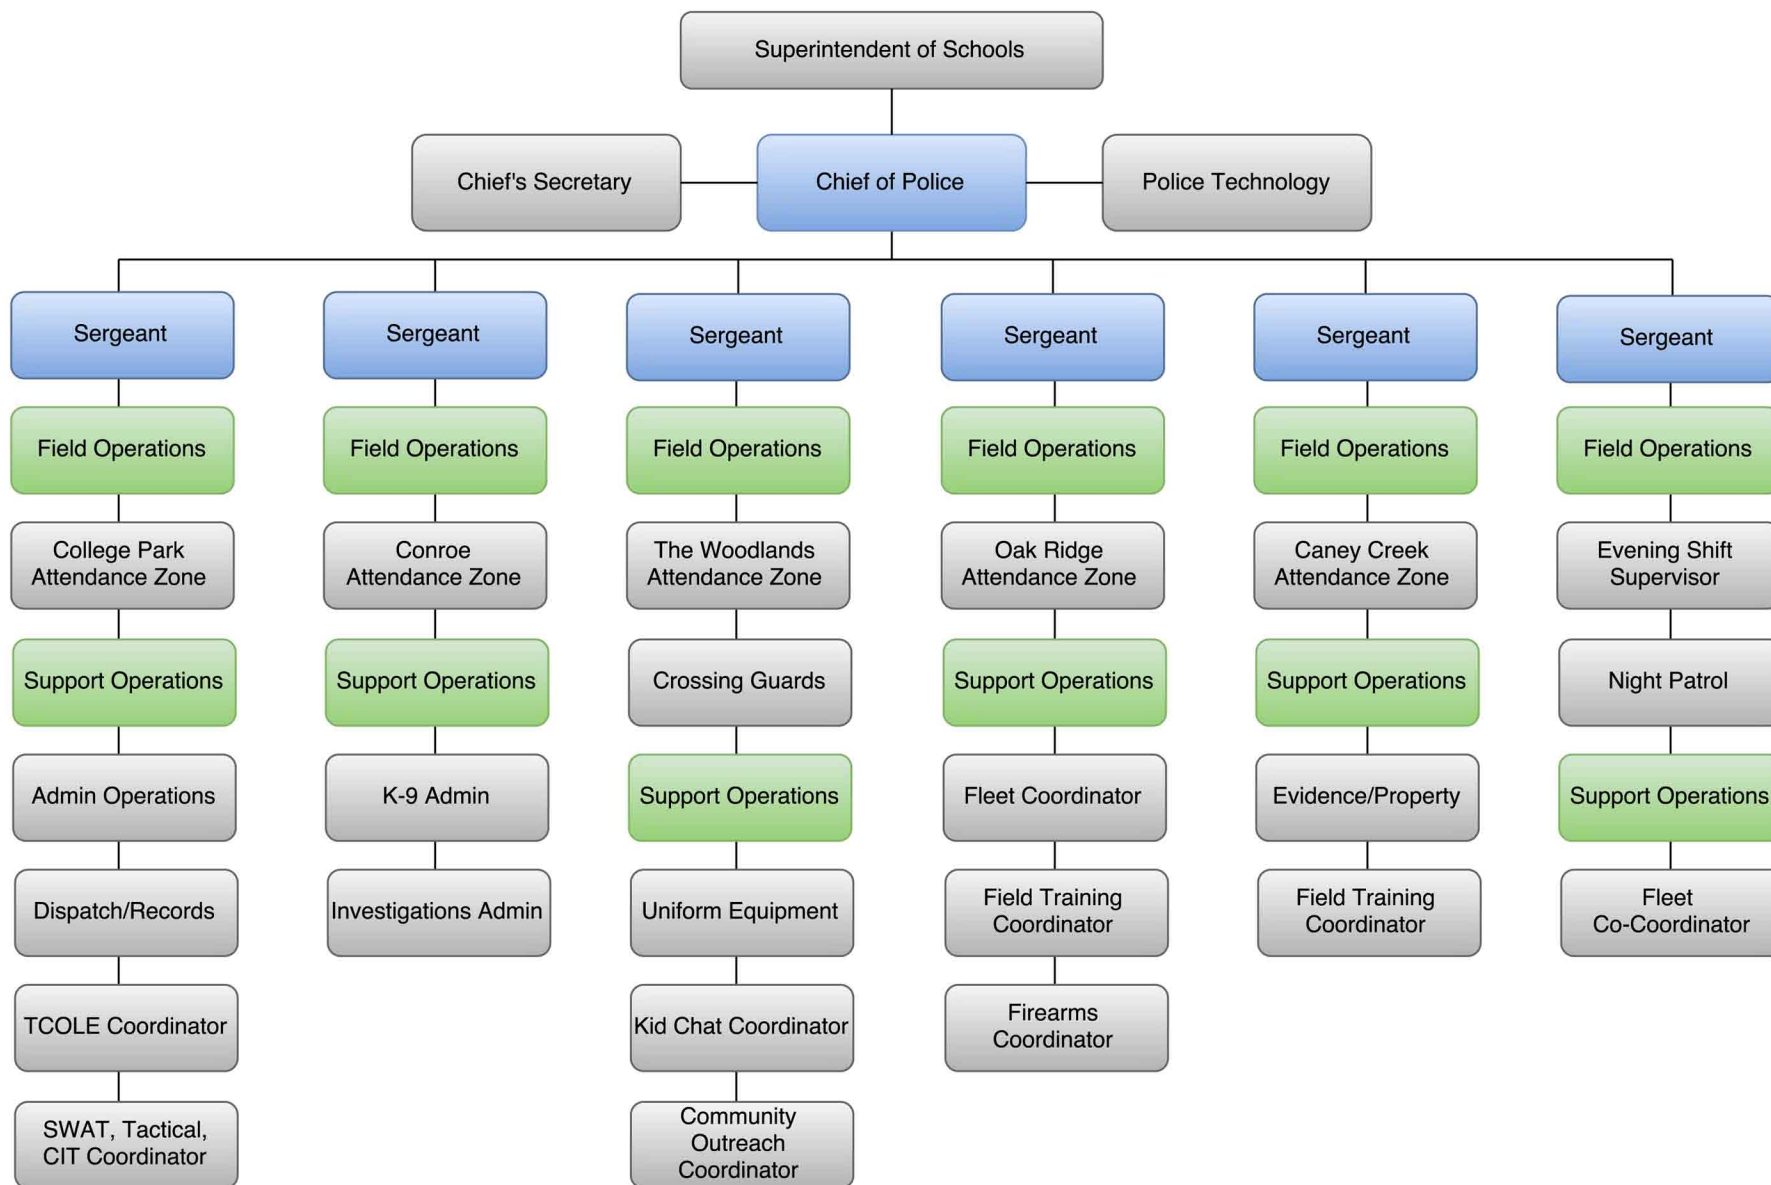 Superintendent of Schools
Chief's Secretary
Chief of Police
Police Technology
Sergeant
Sergeant
Sergeant
Sergeant
Sergeant
Sergeant
Field Operations
Field Operations
Field Operations
Field Operations
Field Operations
Field Operations
College Park
Attendance Zone
Conroe
Attendance Zone
The Woodlands
Attendance Zone
Oak Ridge
Attendance Zone
Caney Creek
Attendance Zone
Evening Shift
Supervisor
Support Operations
Support Operations
Crossing Guards
Support Operations
Support Operations
Night Patrol
Admin Operations
K-9 Admin
Support Operations
Fleet Coordinator
Evidence/Property
Support Operations
Dispatch/Records
Investigations Admin
Uniform Equipment
Field Training
Coordinator
Field Training
Coordinator
Fleet
Co-Coordinator
TCOLE Coordinator
Kid Chat Coordinator
Firearms
Coordinator
SWAT, Tactical,
CIT Coordinator
Community
Outreach
Coordinator